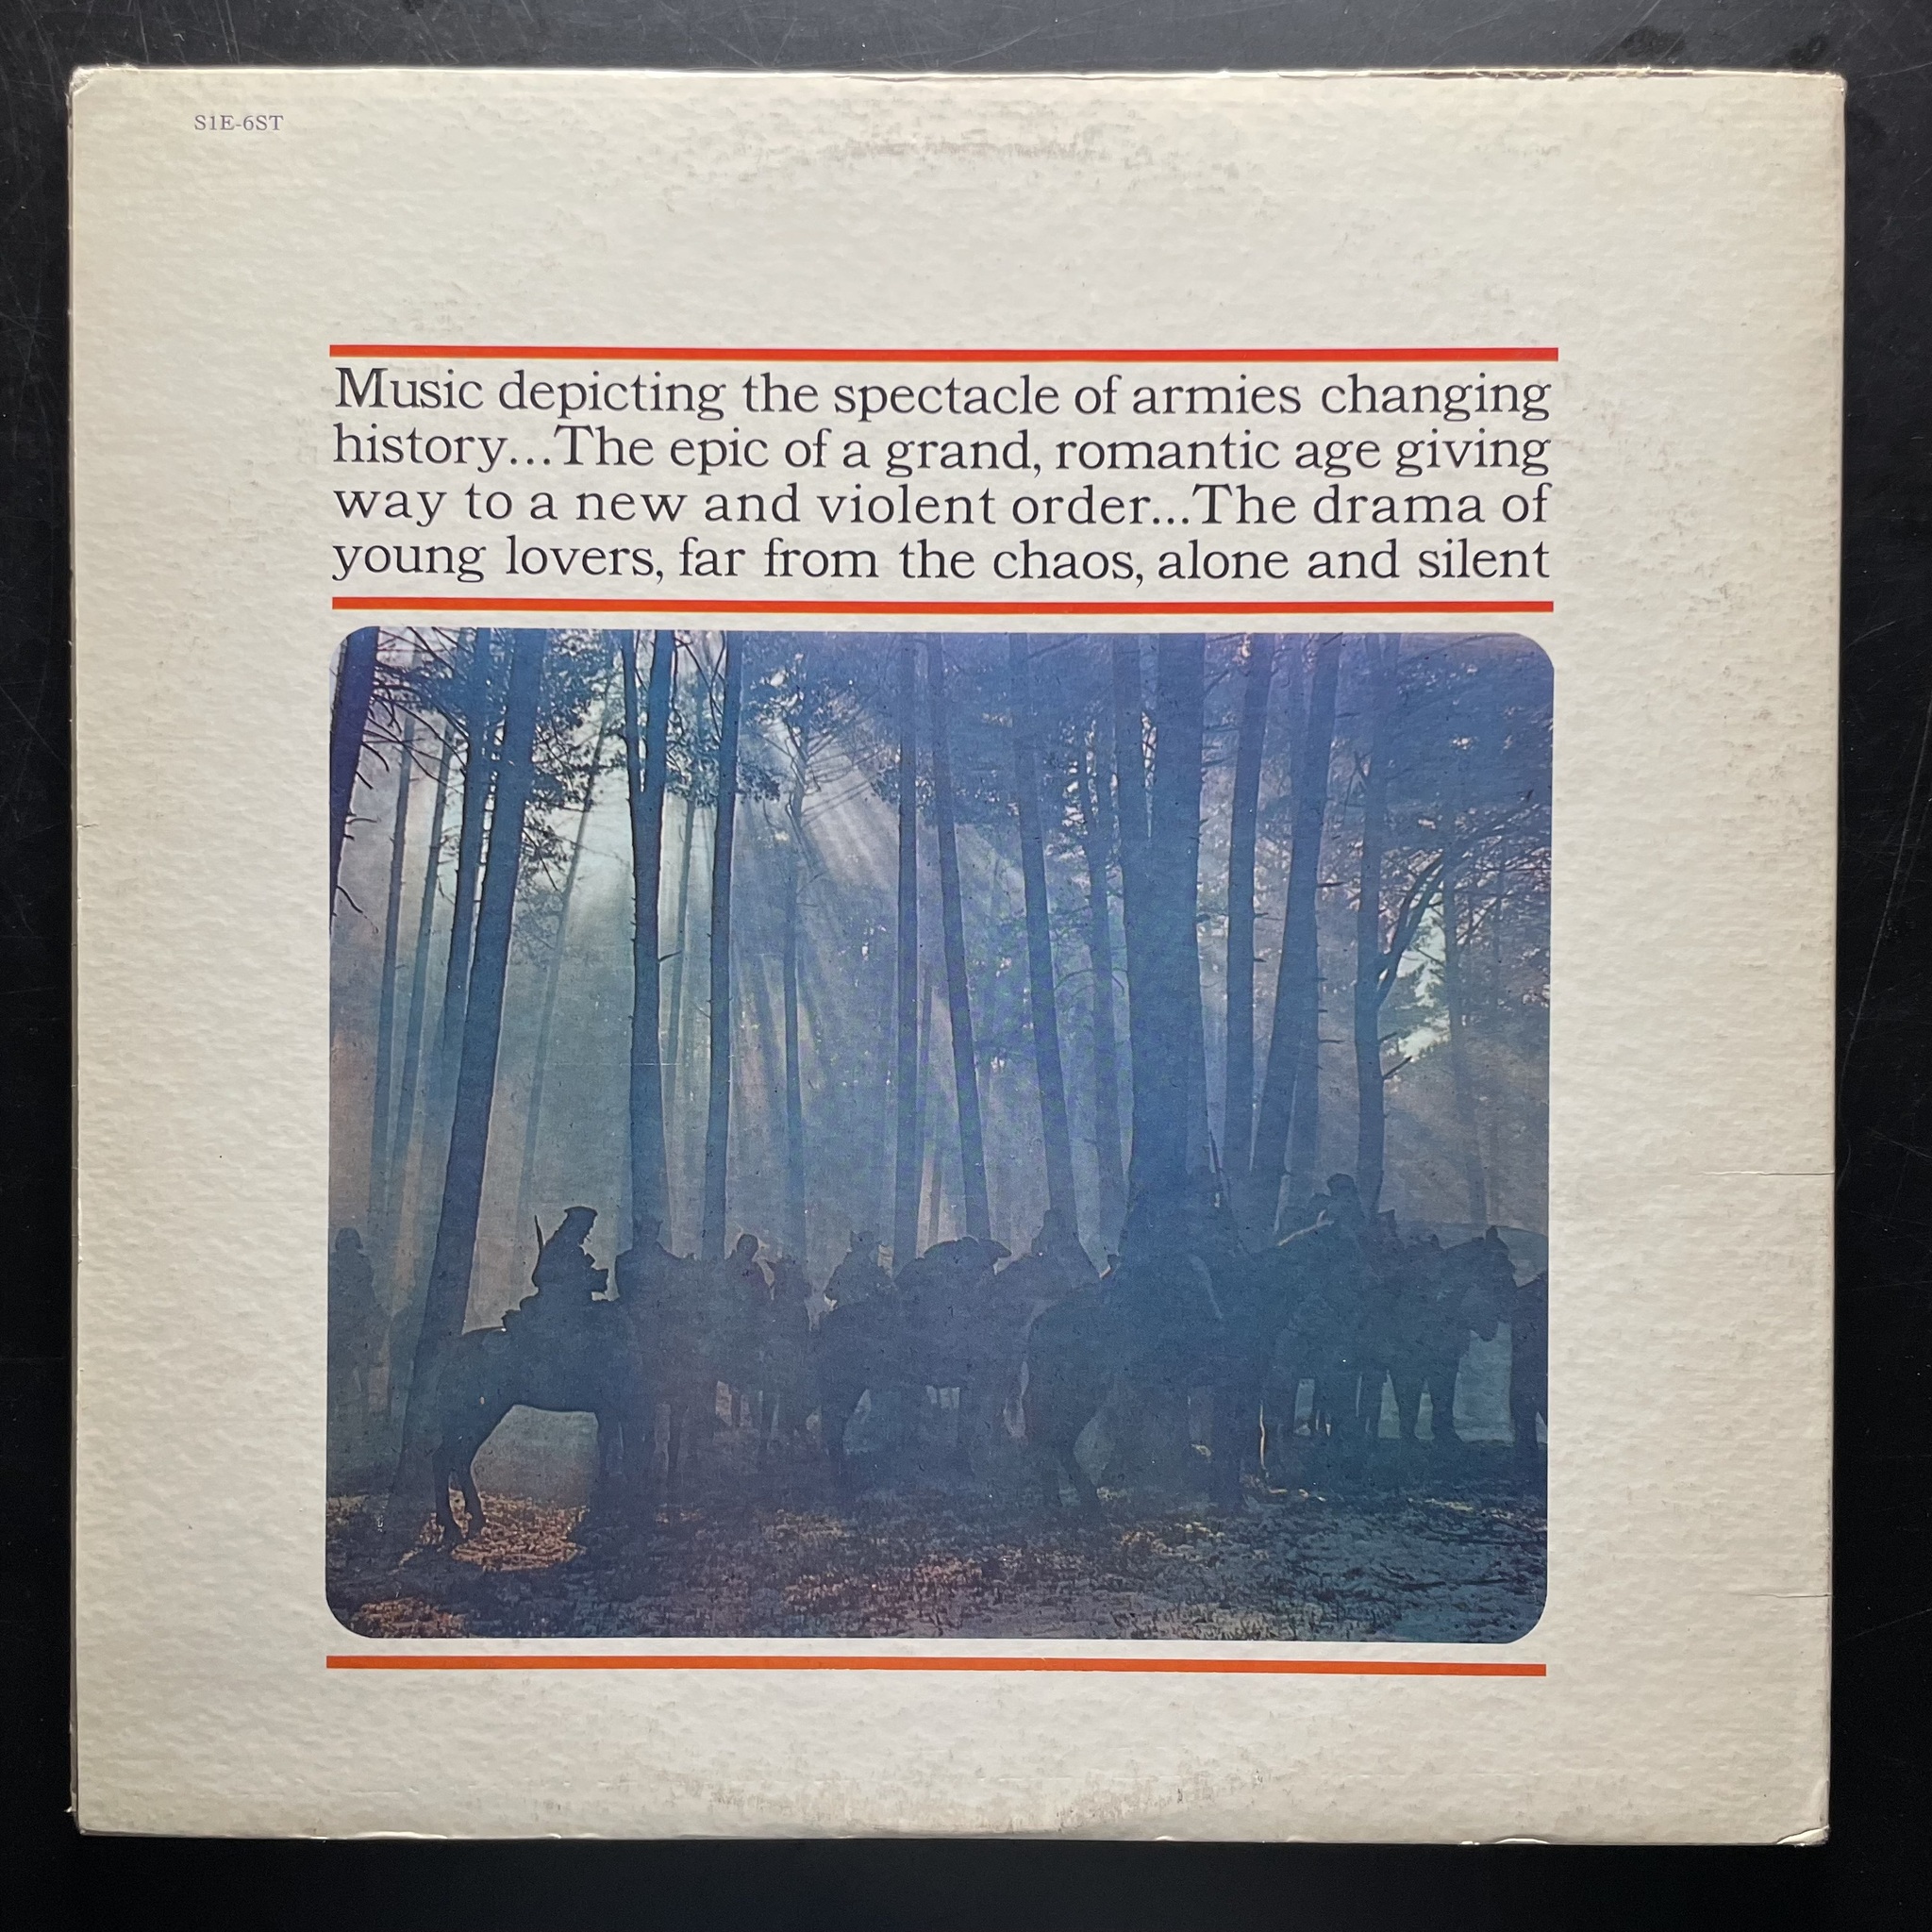 S1E-6ST
Music depicting the spectacle of armies changing
history...The epic of a grand, romantic age giving
way to a new and violent order...The drama of
young lovers, far from the chaos, alone and silent